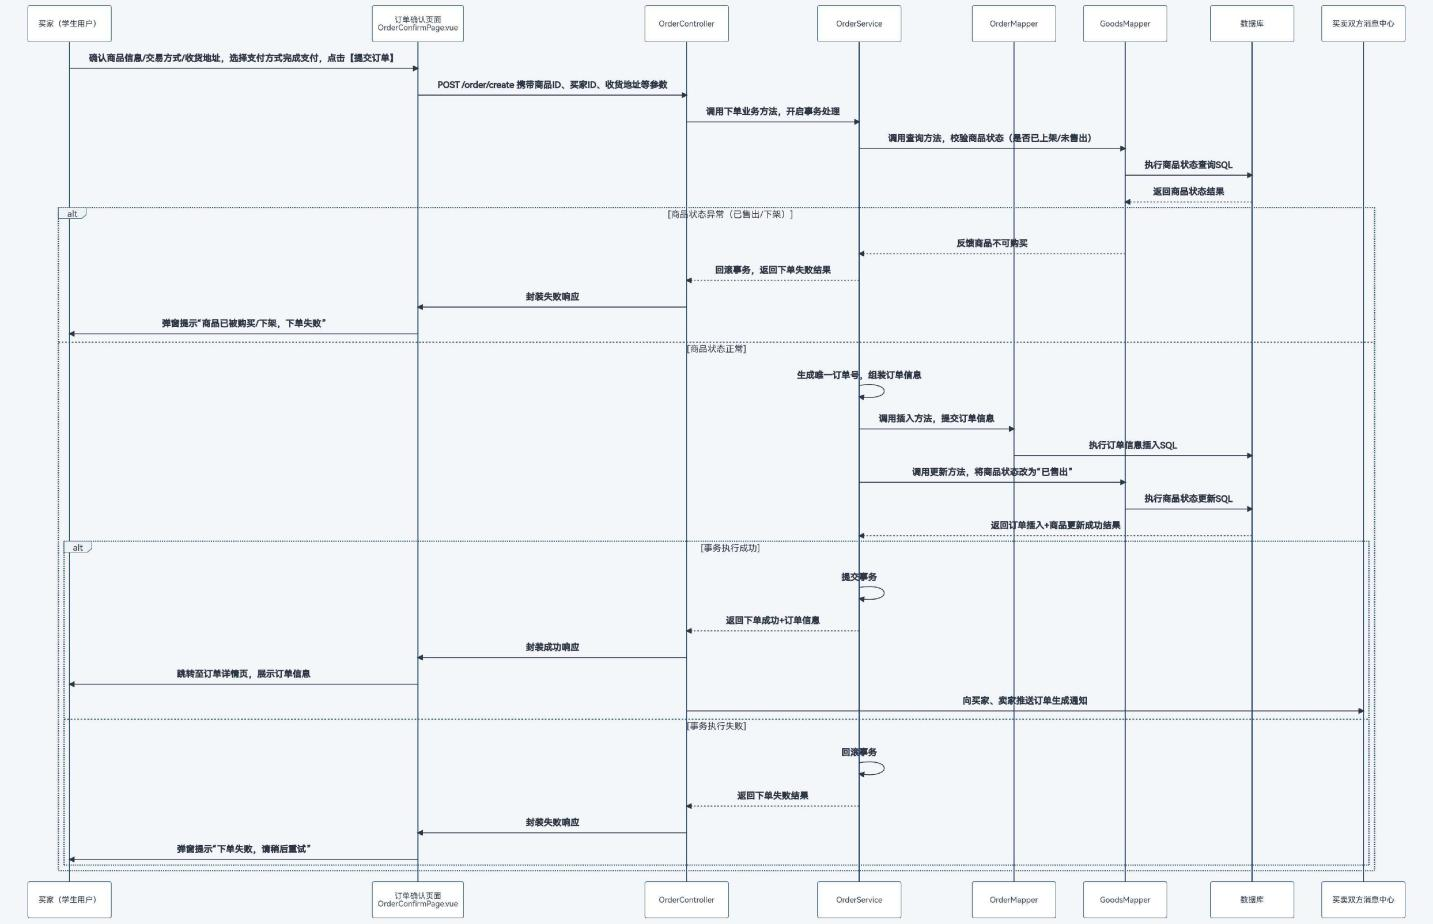 买家（学生用户）
订单确认页面
OrderConfirmPage.vue
OrderController
OrderService
OrderMapper
GoodsMapper
数据库
买卖双方消息中心
确认商品信息/交易方式/收货地址，选择支付方式完成支付，点击【提交订单】
POST /order/create 携带商品ID、买家ID、收货地址等参数
调用下单业务方法，开启事务处理
调用查询方法，校验商品状态（是否已上架/未售出）
执行商品状态查询SQL
返回商品状态结果
alt
[商品状态异常（已售出/下架）]
反馈商品不可购买
回滚事务，返回下单失败结果
封装失败响应
弹窗提示“商品已被购买/下架，下单失败”
[商品状态正常]
生成唯一订单号，组装订单信息
调用插入方法，提交订单信息
执行订单信息插入SQL
调用更新方法，将商品状态改为“已售出”
执行商品状态更新SQL
返回订单插入+商品更新成功结果
alt
[事务执行成功]
提交事务
返回下单成功+订单信息
封装成功响应
跳转至订单详情页，展示订单信息
向买家、卖家推送订单生成通知
[事务执行失败]
回滚事务
返回下单失败结果
封装失败响应
弹窗提示“下单失败，请稍后重试”
买家（学生用户）
订单确认页面
OrderConfirmPage.vue
OrderController
OrderService
OrderMapper
GoodsMapper
数据库
买卖双方消息中心